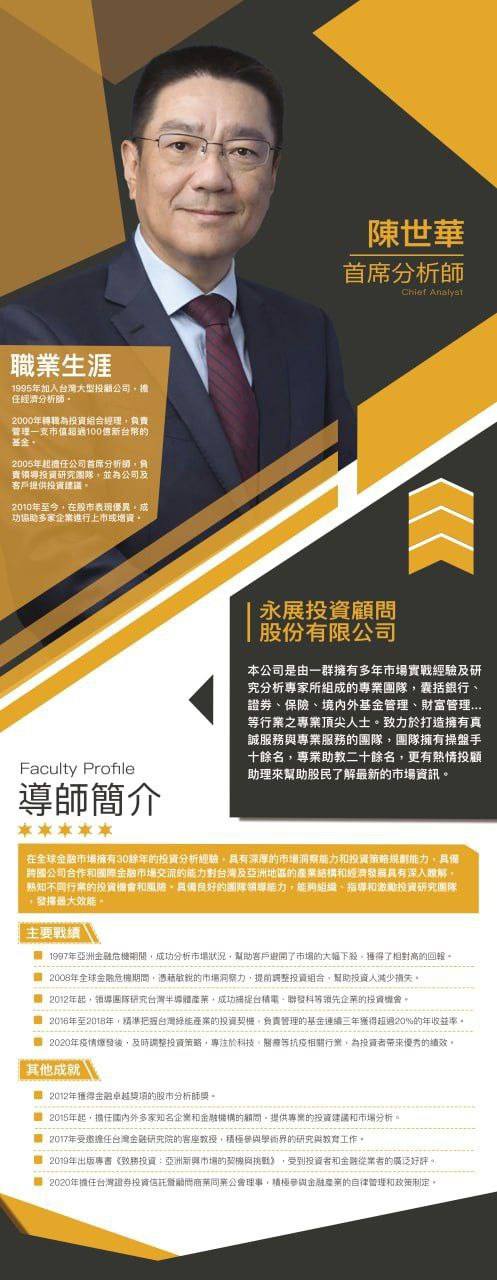 陳世華
首席分析師
Chief Analyst
職業生涯
1995年加入台灣大型投顧公司，擔
任經濟分析師。
2000年轉職為投資組合經理，負責
管理一支市值超過100億新台幣的
基金。
2005年起擔任公司首席分析師，負
責領導投資研究團隊，並為公司及
客戶提供投資建議。
2010年至今，在股市表現優異，成
功協助多家企業進行上市或增資。
永展投資顧問
股份有限公司
本公司是由一群擁有多年市場實戰經驗及研
究分析專家所組成的專業團隊，囊括銀行、
證劵、保險、境內外基金管理、財富管理...
等行業之專業頂尖人士。致力於打造擁有真
誠服務與專業服務的團隊，團隊擁有操盤手
十餘名，專業助教二十餘名，更有熱情投顧
助理來幫助股民了解最新的市場資訊。
Faculty Profile
導師簡介
在全球金融市場擁有30餘年的投資分析經驗，具有深厚的市場洞察能力和投資策略規劃能力，具備
跨國公司合作和國際金融市場交流的能力對台灣及亞洲地區的產業結構和經濟發展具有深入瞭解，
熟知不同行業的投資機會和風險。具備良好的團隊領導能力，能夠組織、指導和激勵投資研究團隊
，發揮最大效能。
主要戰績
1997年亞洲金融危機期間，成功分析市場狀況，幫助客戶避開了市場的大幅下殺，獲得了相對高的回報。
2008年全球金融危機期間，憑藉敏銳的市場洞察力，提前調整投資組合，幫助投資人減少損失。
2012年起，領導團隊研究台灣半導體產業，成功捕捉台積電、聯發科等領先企業的投資機會。
2016年至2018年，精準把握台灣綠能產業的投資契機，負責管理的基金連續三年獲得超過20%的年收益率。
2020年疫情爆發後，及時調整投資策略，專注於科技、醫療等抗疫相關行業，為投資者帶來優秀的績效。
其他成就
2012年獲得金融卓越獎項的股市分析師獎。
2015年起，擔任國內外多家知名企業和金融機構的顧問，提供專業的投資建議和市場分析。
2017年受邀擔任台灣金融研究院的客座教授，積極參與學術界的研究與教育工作。
2019年出版專書《致勝投資：亞洲新興市場的契機與挑戰》，受到投資者和金融從業者的廣泛好評。
2020年擔任台灣證券投資信託暨顧問商業同業公會理事，積極參與金融產業的自律管理和政策制定。